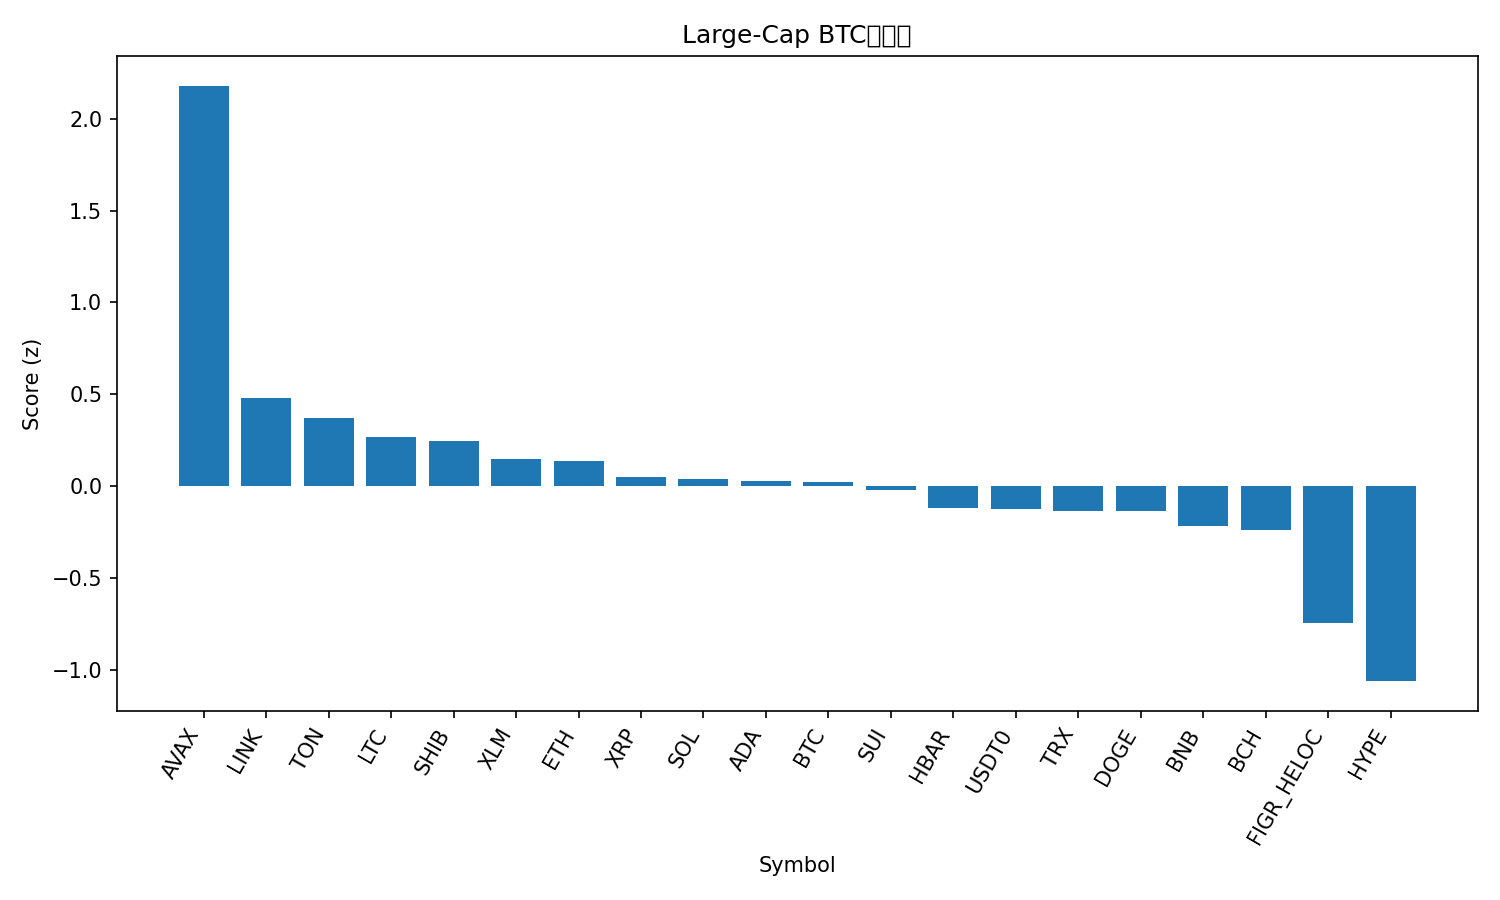 Large-Cap BTC
Score (z)
2.0
1.5
1.0
0.5
0.0
−0.5
−1.0
AVAX
LINK
TON
LTC
SHIB
XLM
ETH
XRP
SOL
ADA
BTC
SUI
HBAR
USDT0
TRX
DOGE
BNB
BCH
FIGR_HELOC
HYPE
Symbol